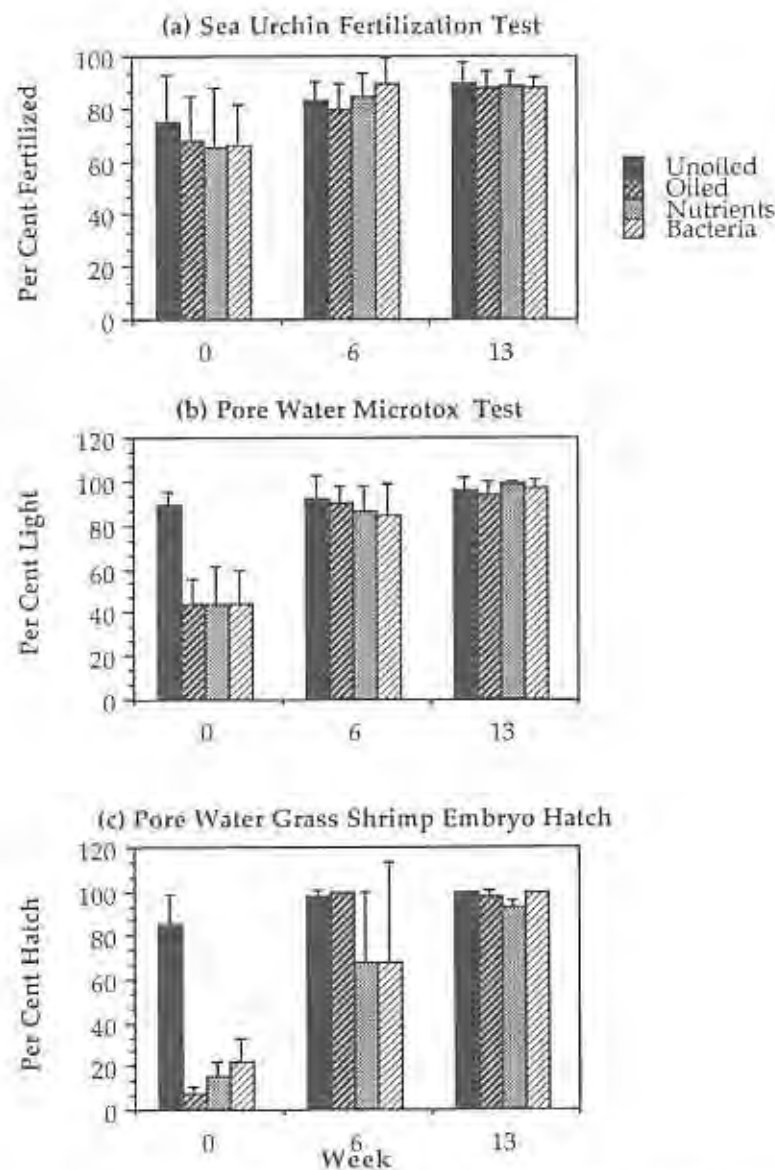 (a) Sea Urchin Fertilization Test
Per Cent Fertilized
100
80
60
40
20
0
0 6 13
Unoiled
Oiled
Nutrients
Bacteria
(b) Pore Water Microtox Test
Per Cent Light
120
100
80
60
40
20
0
0 6 13
(c) Pore Water Grass Shrimp Embryo Hatch
Per Cent Hatch
120
100
80
60
40
20
0
0 6 13
Week